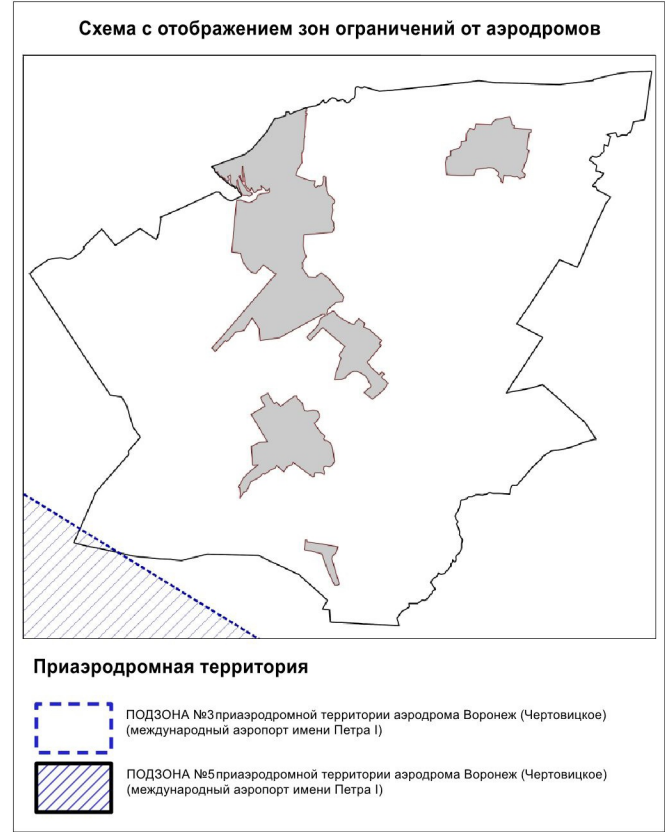 Схема с отображением зон ограничений от аэродромов
Приаэродромная территория
ПОДЗОНА №3приаэродромной территории аэродрома Воронеж (Чертовицкое)
(международный аэропорт имени Петра I)
ПОДЗОНА №5приаэродромной территории аэродрома Воронеж (Чертовицкое)
(международный аэропорт имени Петра I)